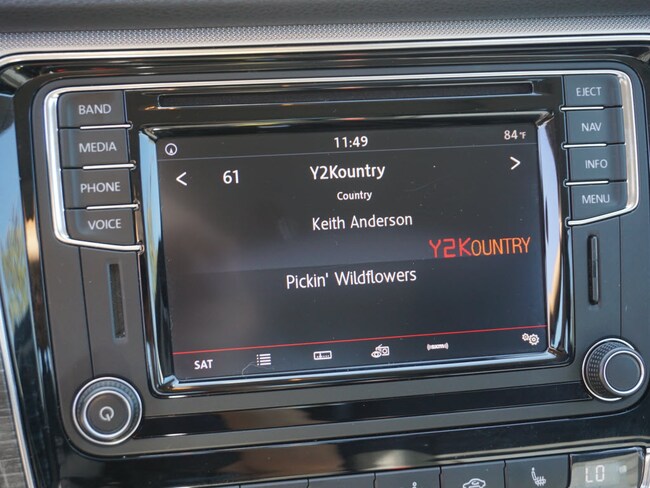 BAND
MEDIA
PHONE
VOICE
EJECT
NAV
INFO
MENU
11:49
84 °F
< 61 Y2Kountry >
Country
Keith Anderson
Y2KOUNTRY
Pickin' Wildflowers
SAT
LO